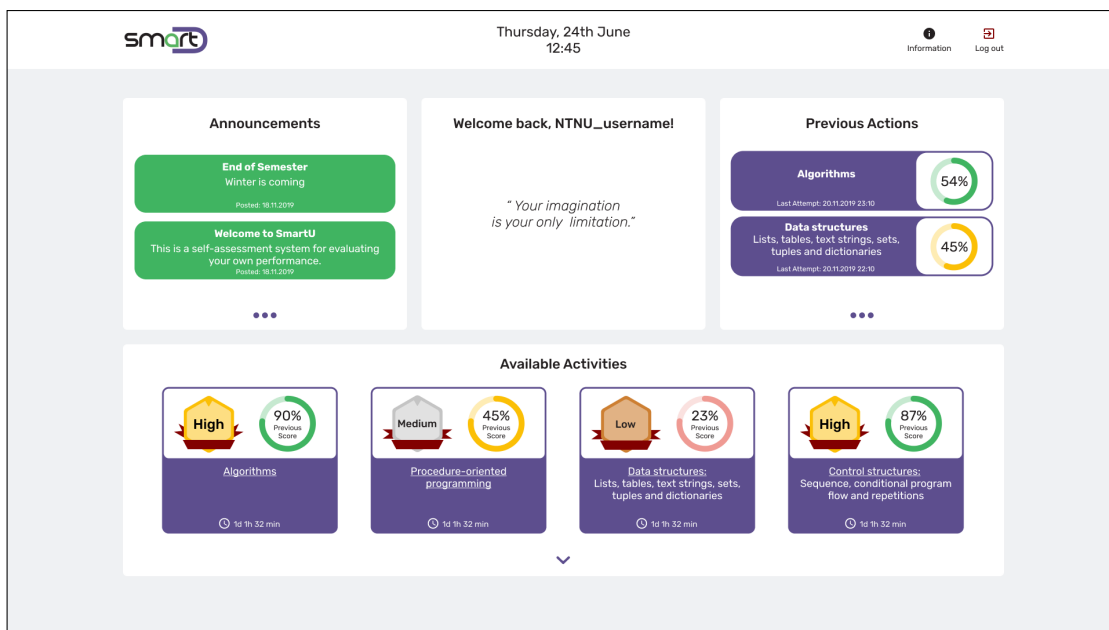 smart
Thursday, 24th June
12:45
Information
Log out
Announcements
End of Semester
Winter is coming
Posted: 18.11.2019
Welcome to SmartU
This is a self-assessment system for evaluating
your own performance.
Posted: 18.11.2019
Welcome back, NTNU_username!
“ Your imagination
is your only limitation.”
Previous Actions
Algorithms
Last Attempt: 20.11.2019 23:10
54%
Data structures
Lists, tables, text strings, sets,
tuples and dictionaries
Last Attempt: 20.11.2019 22:10
45%
Available Activities
High
90%
Previous
Score
Algorithms
1d 1h 32 min
Medium
45%
Previous
Score
Procedure-oriented
programming
1d 1h 32 min
Low
23%
Previous
Score
Data structures:
Lists, tables, text strings, sets,
tuples and dictionaries
1d 1h 32 min
High
87%
Previous
Score
Control structures:
Sequence, conditional program
flow and repetitions
1d 1h 32 min